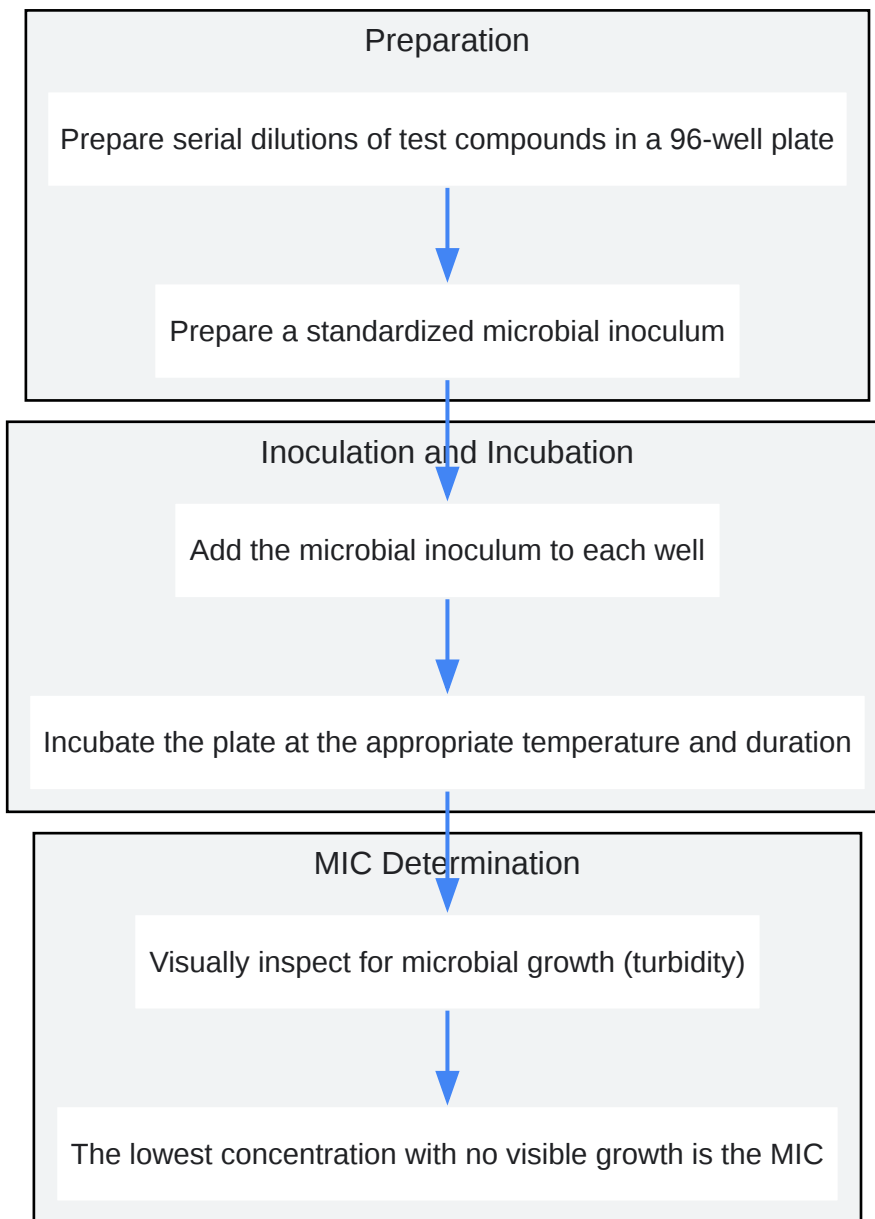 Preparation
Prepare serial dilutions of test compounds in a 96-well plate
Prepare a standardized microbial inoculum
Inoculation and Incubation
Add the microbial inoculum to each well
Incubate the plate at the appropriate temperature and duration
MIC Determination
Visually inspect for microbial growth (turbidity)
The lowest concentration with no visible growth is the MIC